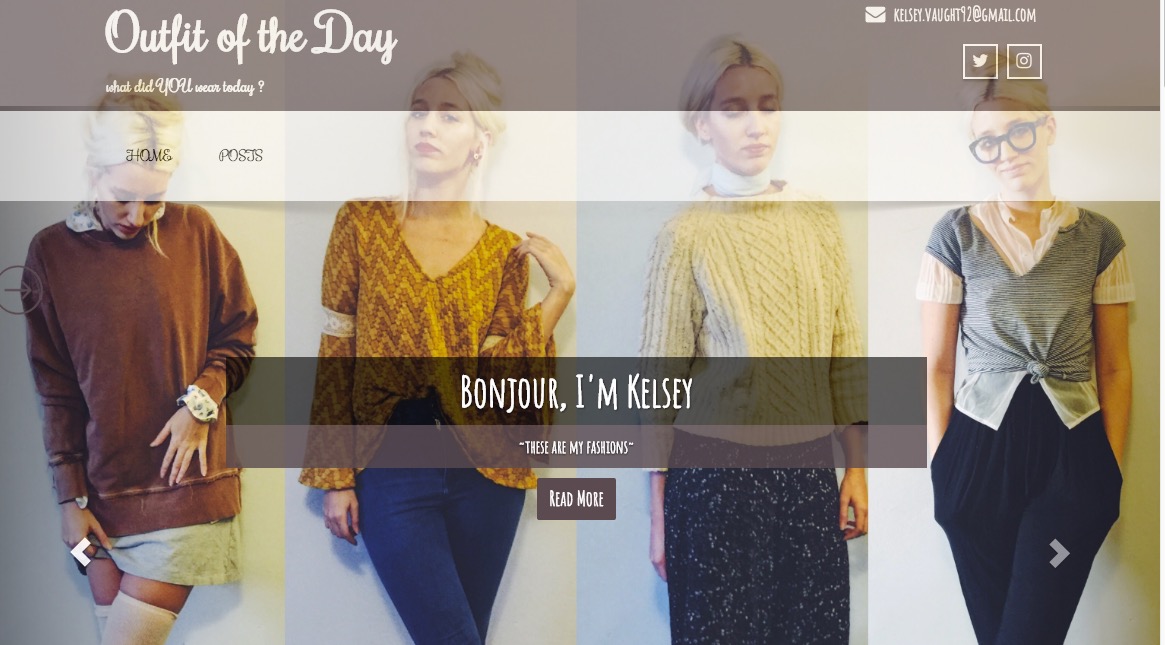 Outfit of the Day
what did YOU wear today ?
KELSEY.VAUGHT92@GMAIL.COM
HOME
POSTS
Bonjour, I'm Kelsey
~THESE ARE MY FASHIONS~
Read More